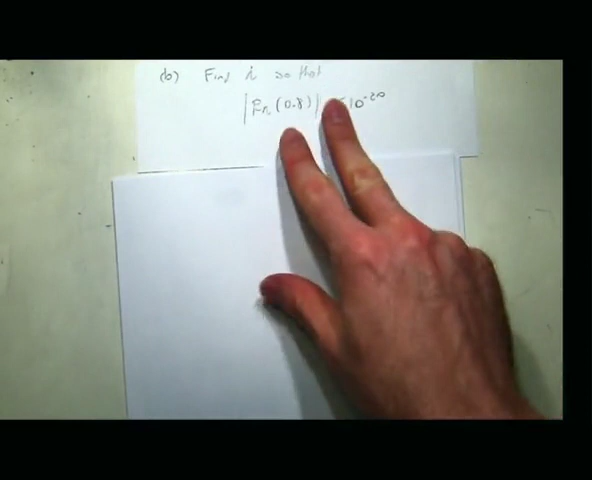 (b) Find n so that
|Rn(0.8)| ≤ 10^-20